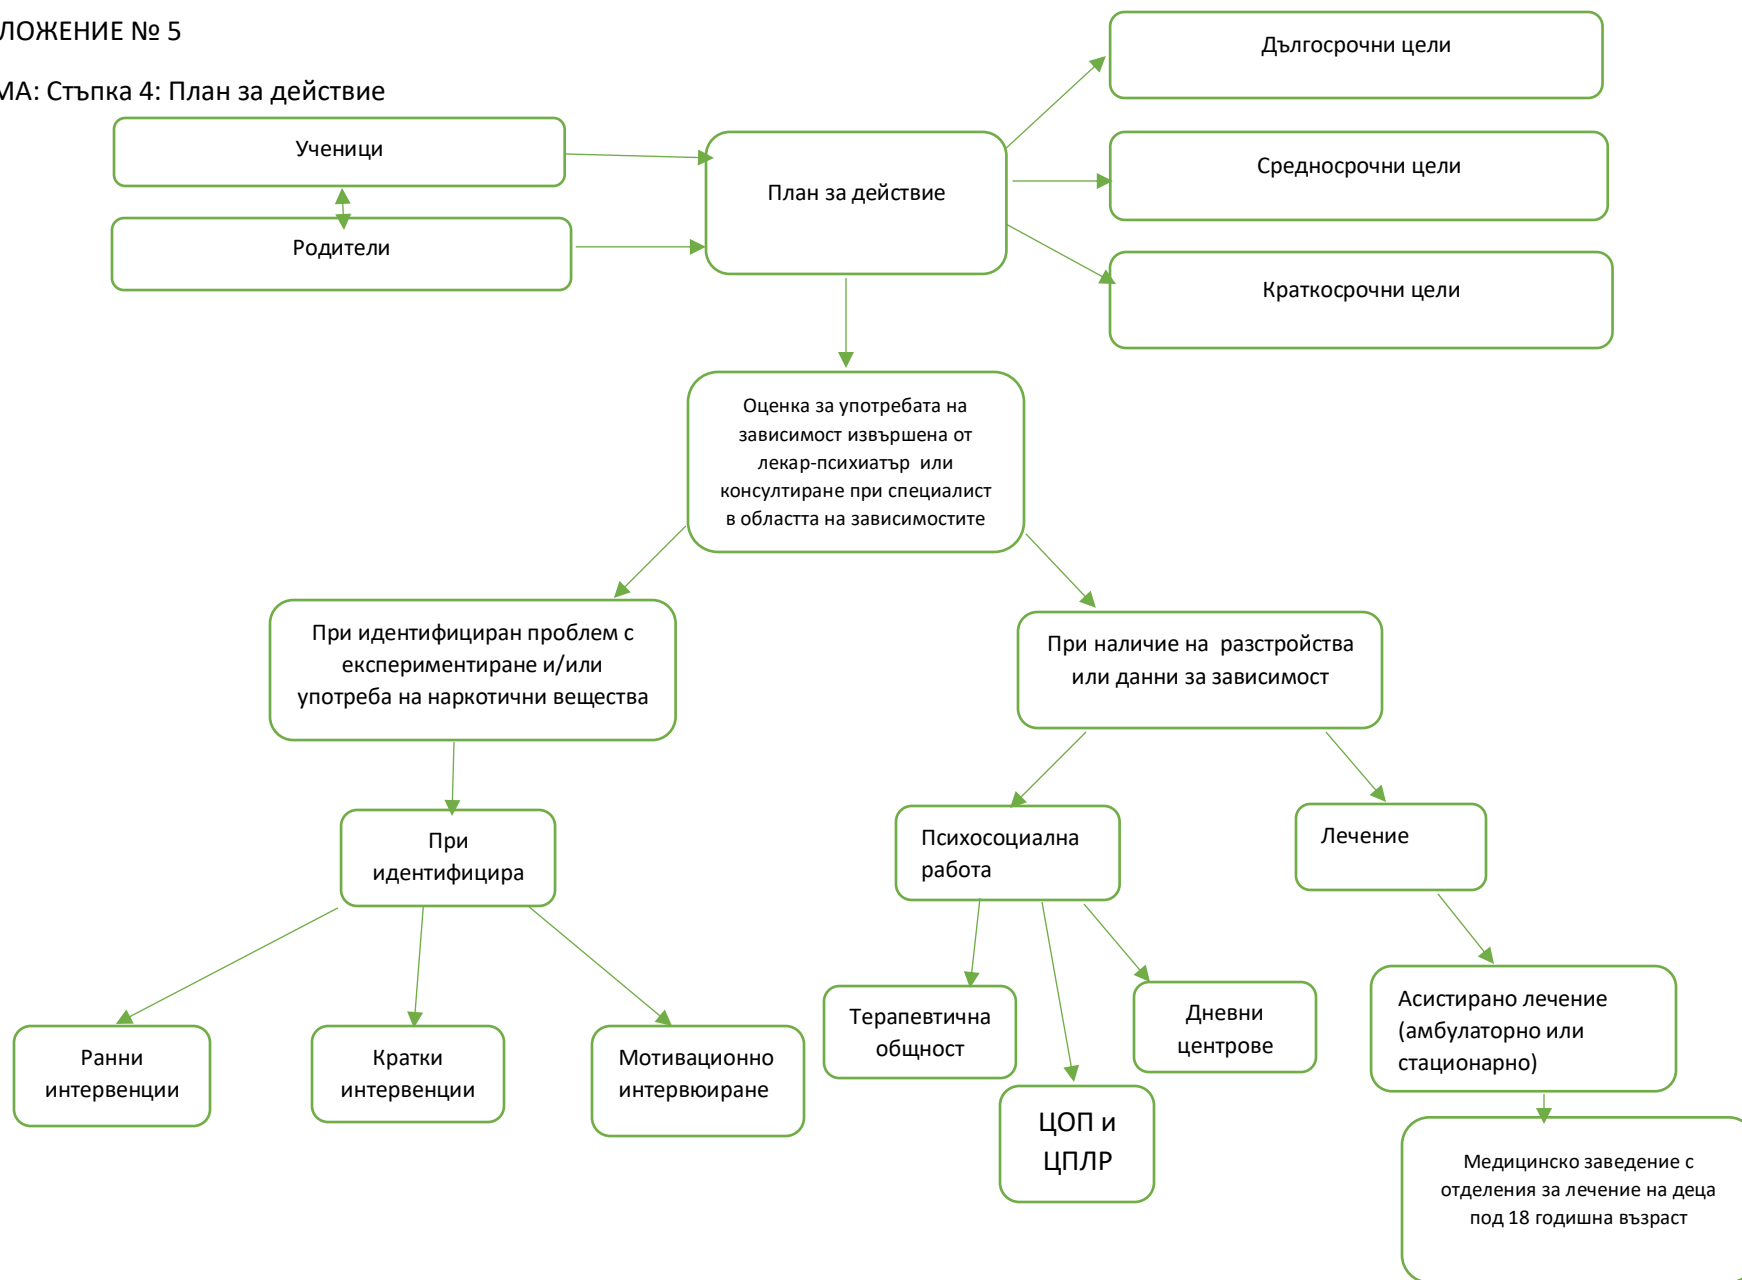 ЛОЖЕНИЕ № 5
МА: Стъпка 4: План за действие
Ученици
Родители
План за действие
Дългосрочни цели
Средносрочни цели
Краткосрочни цели
Оценка за употребата на
зависимост извършена от
лекар-психиатър или
консултиране при специалист
в областта на зависимостите
При идентифициран проблем с
експериментиране и/или
употреба на наркотични вещества
При наличие на разстройства
или данни за зависимост
При
идентифицира
Психосоциална
работа
Лечение
Ранни
интервенции
Кратки
интервенции
Мотивационно
интервюиране
Терапевтична
общност
ЦОП и
ЦПЛР
Дневни
центрове
Асистирано лечение
(амбулаторно или
стационарно)
Медицинско заведение с
отделения за лечение на деца
под 18 годишна възраст